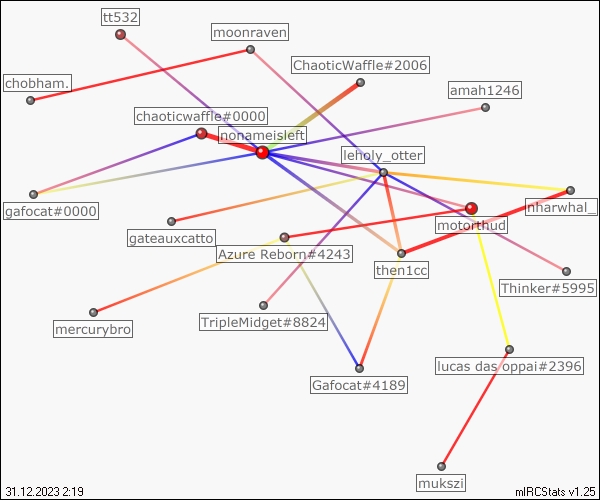 tt532
moonraven
ChaoticWaffle#2006
chobham.
amah1246
chaoticwaffle#0000
nonameisleft
leholy_otter
gafocat#0000
nharwhal_
motorthud
gateauxcatto
Azure Reborn#4243
then1cc
Thinker#5995
TripleMidget#8824
mercurybro
lucas das oppai#2396
Gafocat#4189
mukszi
31.12.2023 2:19
mIRCStats v1.25